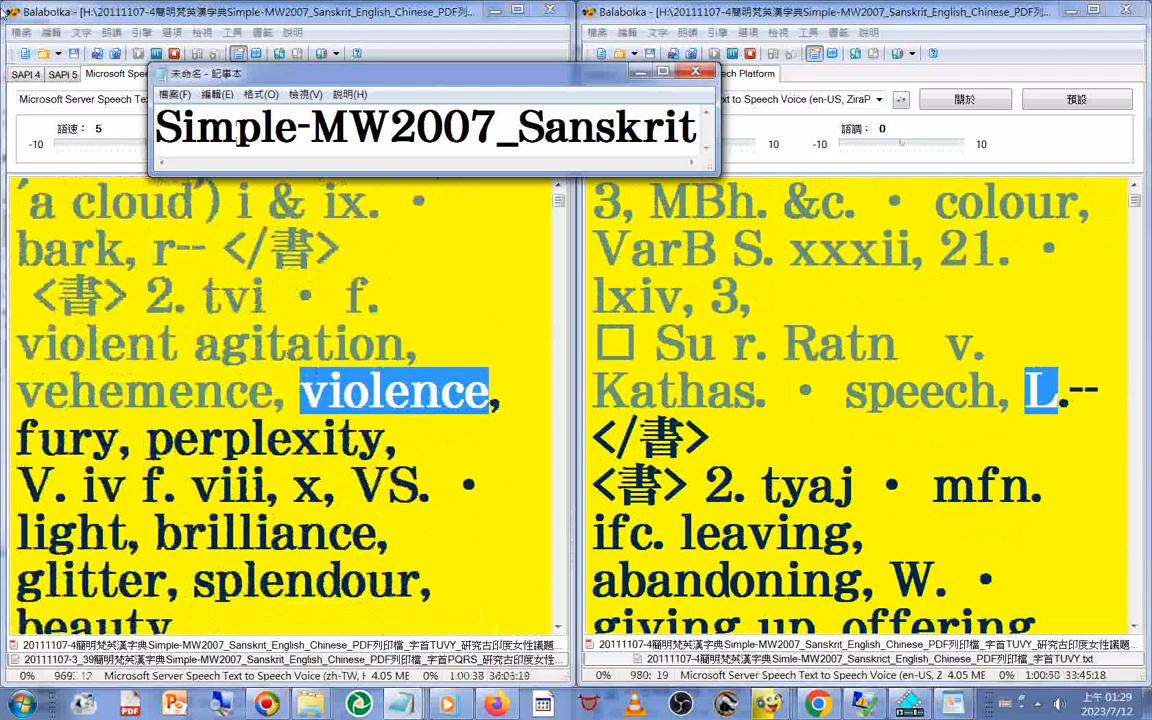 Balabolka - [H:\20111107-4簡明梵英漢字典Simple-MW2007_Sanskrit_English_Chinese_PDF列...
檔案 編輯 文字 朗讀 引擎 選項 檢視 工具 書籤 說明
SAPI 4 SAPI 5 Microsoft Spee
Microsoft Server Speech Text
語速： 5
-10
Balabolka - [H:\20111107-4簡明梵英漢字典Simple-MW2007_Sanskrit_English_Chinese_PDF列...
檔案 編輯 文字 朗讀 引擎 選項 檢視 工具 書籤 說明
ech Platform
xt to Speech Voice (en-US, ZiraP
關於
預設
10
語調： 0
-10
10
未命名 - 記事本
檔案(F) 編輯(E) 格式(O) 檢視(V) 說明(H)
Simple-MW2007_Sanskrit
'a cloud') i & ix. •
bark, r-- </書>
<書> 2. tvi • f.
violent agitation,
vehemence, violence,
fury, perplexity,
V. iv f. viii, x, VS. •
light, brilliance,
glitter, splendour,
beauty
3, MBh. &c. • colour,
VarB S. xxxii, 21. •
lxiv, 3,
□ Su r. Ratn v.
Kathas. • speech, L.--
</書>
<書> 2. tyaj • mfn.
ifc. leaving,
abandoning, W. •
giving up, offering
20111107-4簡明梵英漢字典Simple-MW2007_Sanskrt_English_Chinese_PDF列印檔_字首TUVY_研究古印度女性議題...
20111107-3_39簡明梵英漢字典Simple-MW2007_Sanskrit_English_Chinese_PDF列印檔_字首PQRS_研究古印度女性...
0% 969: 12 Microsoft Server Speech Text to Speech Voice (zh-TW, H 4.05 ME 0%
20111107-4簡明梵英漢字典Simple-MW2007_Sanskrt_English_Chinese_PDF列印檔_字首TUVY_研究古印度女性議題...
20111107-4簡明梵英漢字典Simle-MW2007_Sanskrict_English_Chinese_PDF列印檔_字首TUVY.txt
0% 980: 19 Microsoft Server Speech Text to Speech Voice (en-US, Z 4.05 ME 0% 33:45:18
上午 01:29
2023/7/12